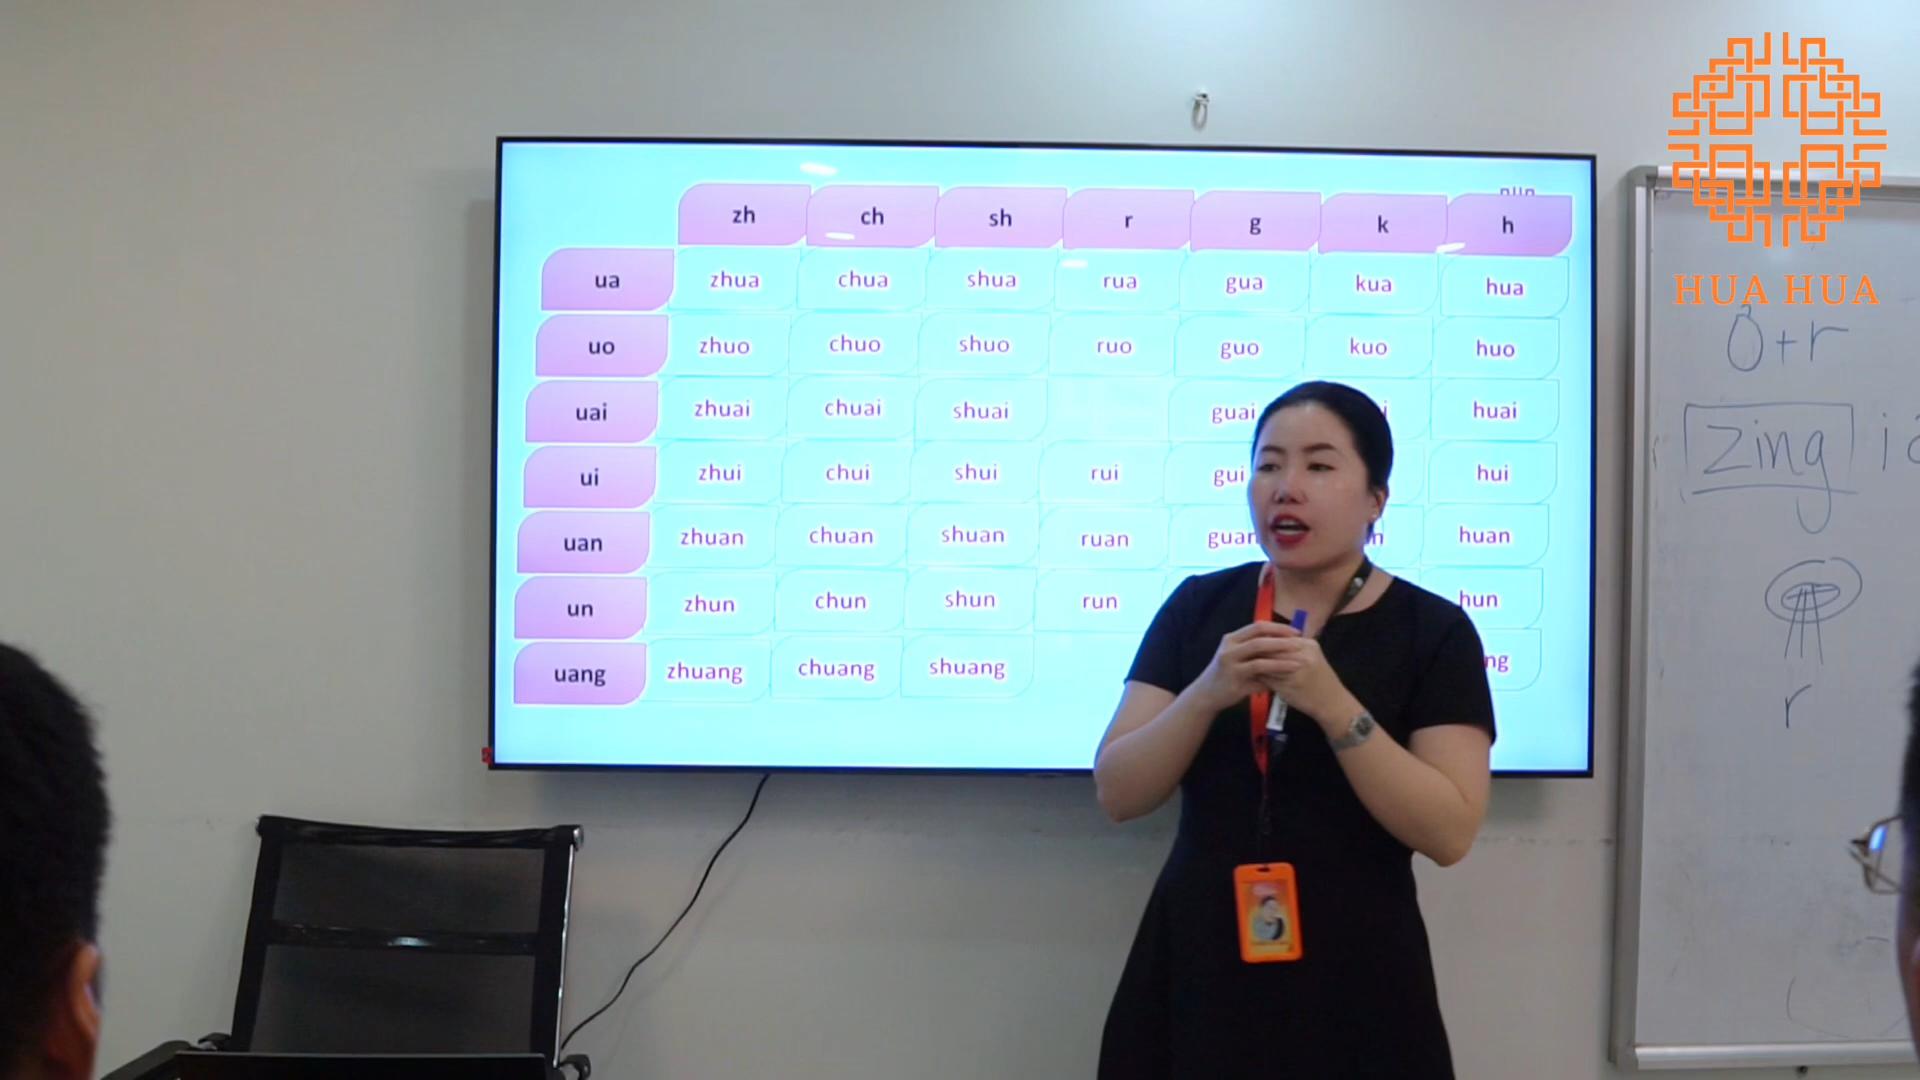 zh ch sh r g k h
ua zhua chua shua rua gua kua hua
uo zhuo chuo shuo ruo guo kuo huo
uai zhuai chuai shuai guai huai
ui zhui chui shui rui gui hui
uan zhuan chuan shuan ruan guan huan
un zhun chun shun run hun
uang zhuang chuang shuang
HUA HUA
O+r
zing
r